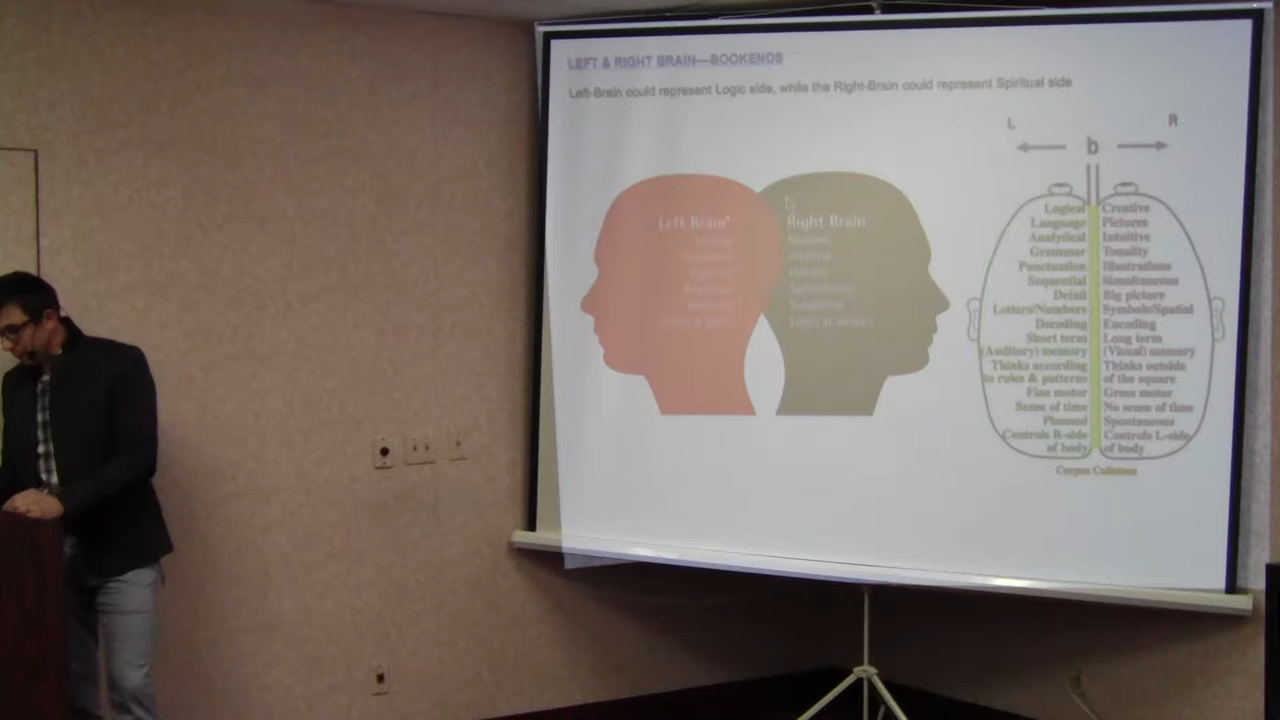 LEFT & RIGHT BRAIN—BOOKENDS
Left-Brain could represent Logic side, while the Right-Brain could represent Spiritual side
Left Brain
Right Brain
L
R
b
Logical Creative
Language Pictures
Analytical Intuitive
Grammar Tonality
Punctuation Illustrations
Sequential Simultaneous
Detail Big picture
Letters/Numbers Symbols/Spatial
Decoding Encoding
Short term Long term
(Auditory) memory (Visual) memory
Thinks according Thinks outside
to rules & patterns of the square
Fine motor Gross motor
Sense of time No sense of time
Planned Spontaneous
Controls R-side Controls L-side
of body of body
Corpus